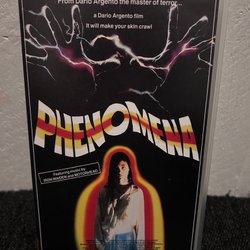 From Dario Argento the master of terror...
a Dario Argento film
It will make your skin crawl
PHENOMENA
Featuring music by
IRON MAIDEN and MOTORHEAD